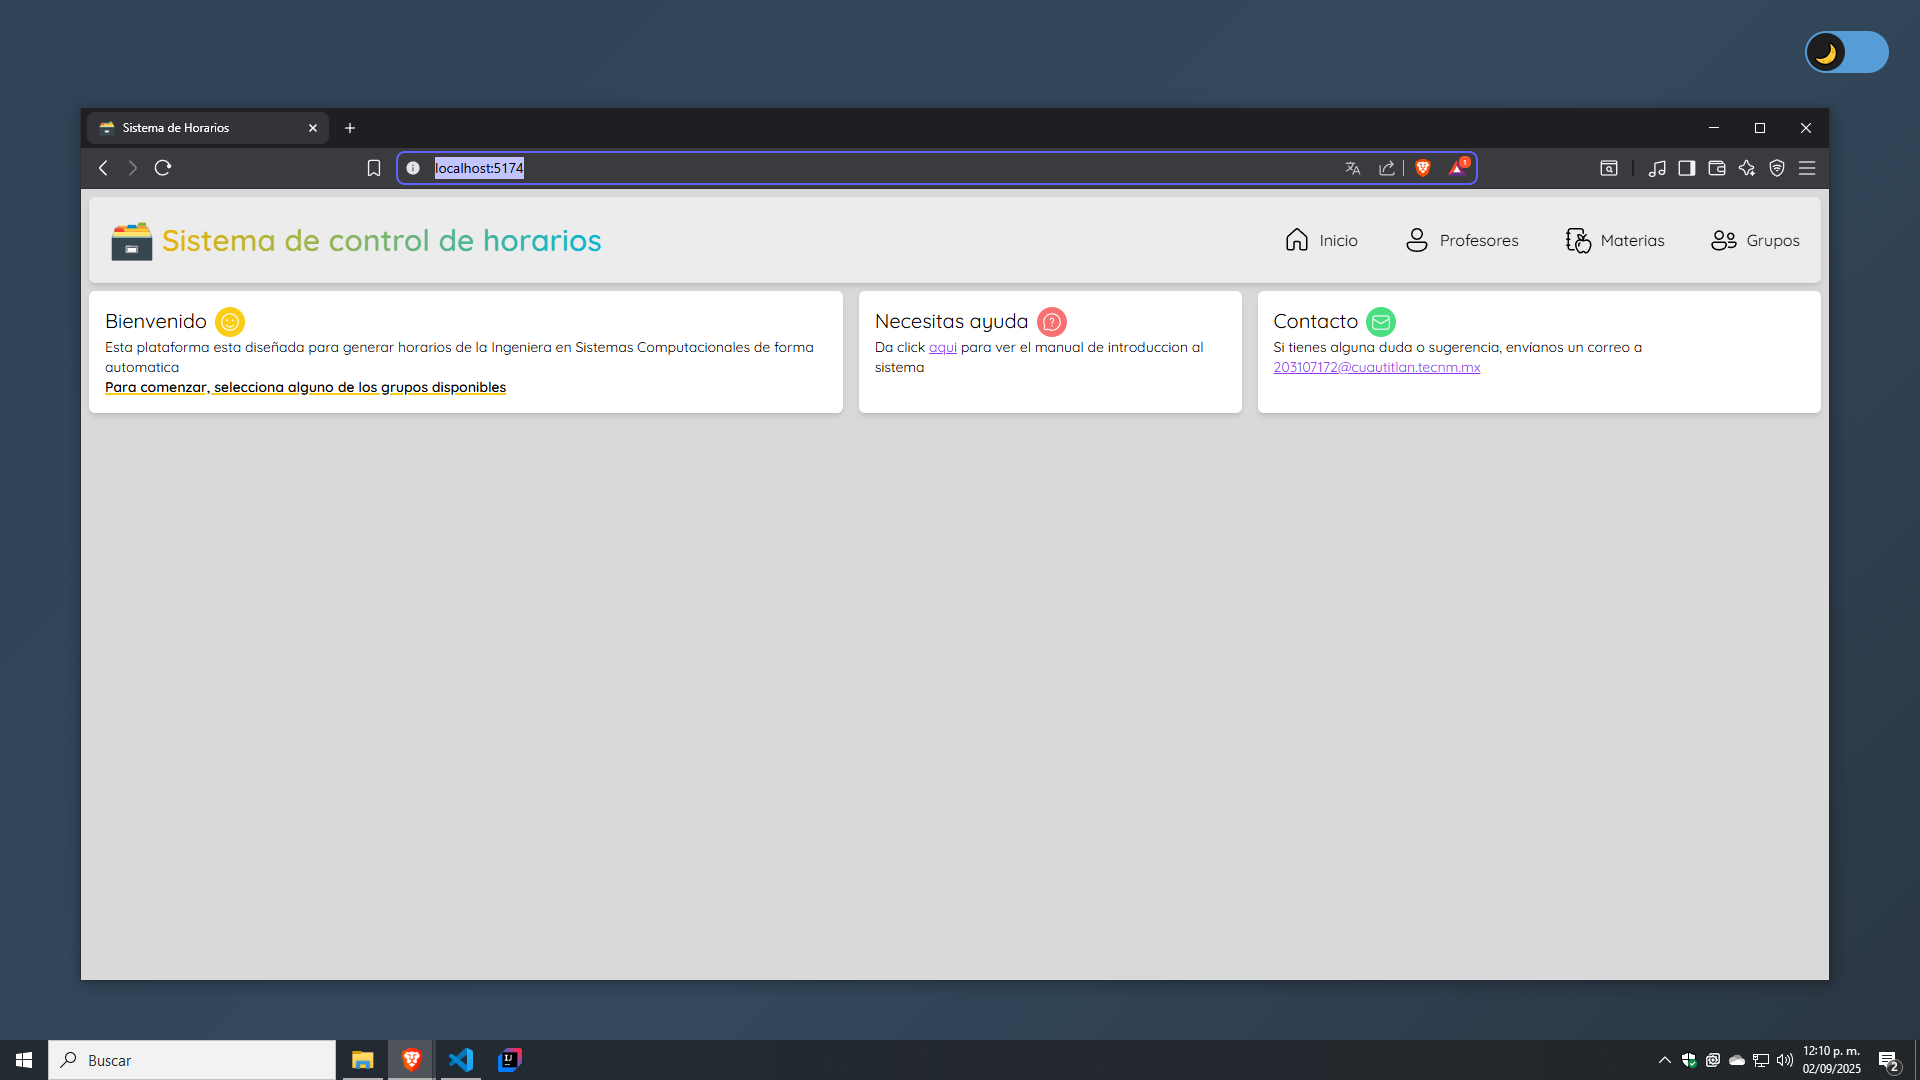 Sistema de Horarios
localhost:5174
1
Sistema de control de horarios
Inicio
Profesores
Materias
Grupos
Bienvenido
Esta plataforma esta diseñada para generar horarios de la Ingeniera en Sistemas Computacionales de forma
automatica
Para comenzar, selecciona alguno de los grupos disponibles
Necesitas ayuda
Da click aqui para ver el manual de introduccion al
sistema
Contacto
Si tienes alguna duda o sugerencia, envíanos un correo a
203107172@cuautitlan.tecnm.mx
Buscar
IJ
12:10 p. m.
02/09/2025
2